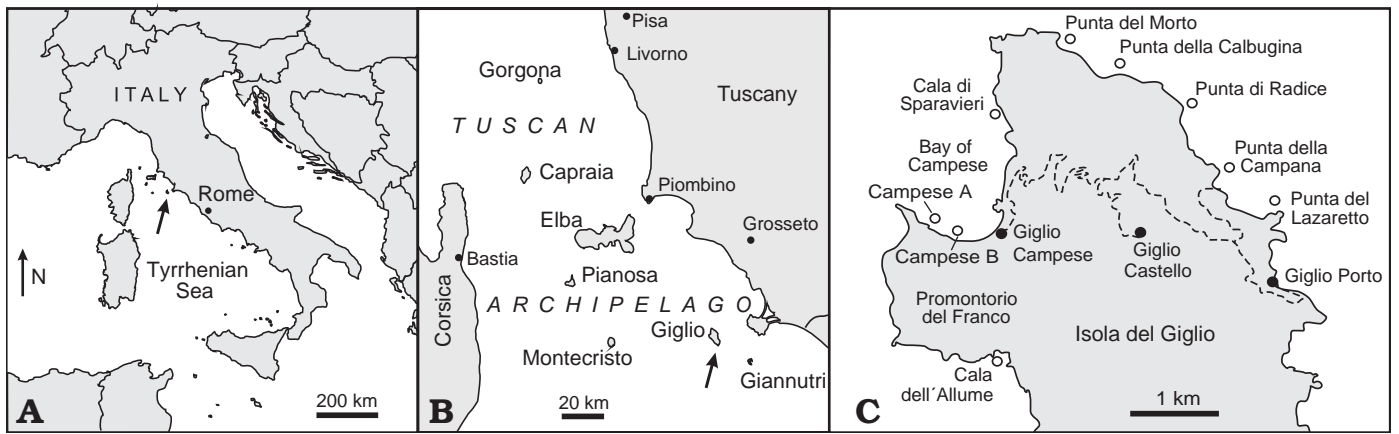 ITALY
Rome
N
Tyrrhenian
Sea
A
200 km
Pisa
Livorno
Gorgona
Tuscany
TUSCAN
Capraia
Piombino
Elba
Grosseto
Bastia
Pianosa
ARCHIPELAGO
Corsica
Giglio
Montecristo
Giannutri
B
20 km
Punta del Morto
Punta della Calbugina
Cala di
Sparavieri
Punta di Radice
Bay of
Campese
Punta della
Campana
Campese A
Punta del
Lazaretto
Campese B
Giglio
Campese
Giglio
Castello
Giglio Porto
Promontorio
del Franco
Isola del Giglio
Cala
dell´Allume
C
1 km